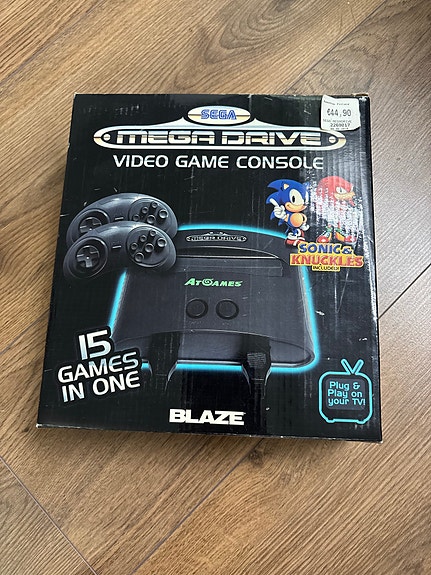 SEGA
MEGA DRIVE
VIDEO GAME CONSOLE
€44,90
2269817
MEGA DRIVE
ATGAMES
SONIC &
KNUCKLES
INCLUDED!
15
GAMES
IN ONE
Plug &
Play on
your TV!
BLAZE